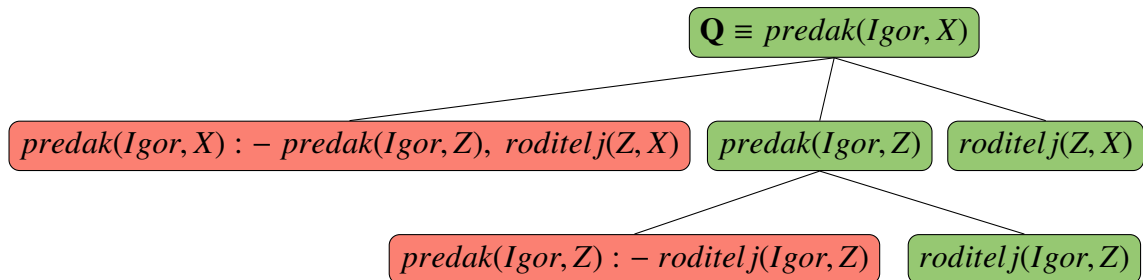 Q ≡ predak(Igor, X)
predak(Igor, X) :− predak(Igor, Z), roditelj(Z, X)
predak(Igor, Z)
roditelj(Z, X)
predak(Igor, Z) :− roditelj(Igor, Z)
roditelj(Igor, Z)